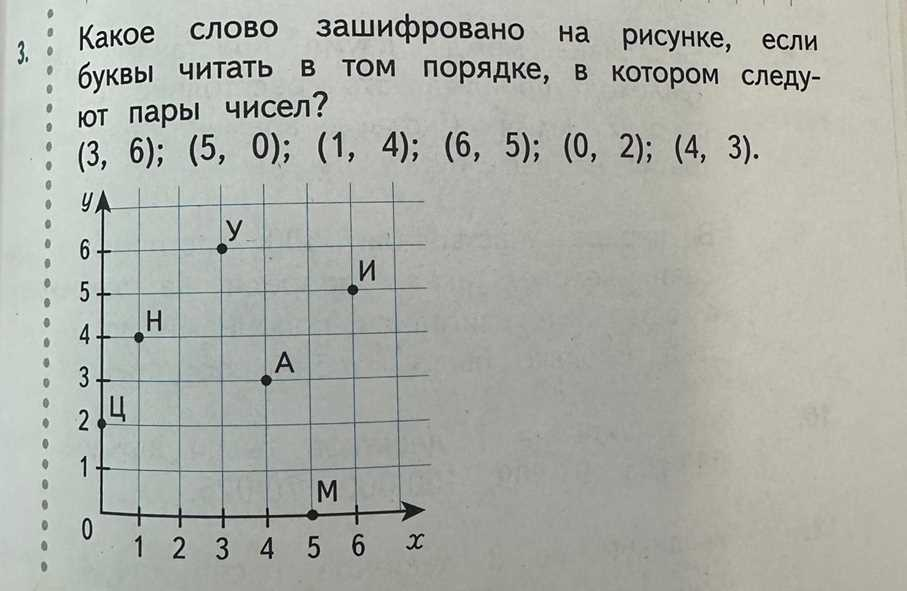 3. Какое слово зашифровано на рисунке, если
буквы читать в том порядке, в котором следу-
ют пары чисел?
(3, 6); (5, 0); (1, 4); (6, 5); (0, 2); (4, 3).
y
У
6
И
5
Н
4
А
3
Ц
2
1
М
0
1 2 3 4 5 6 x